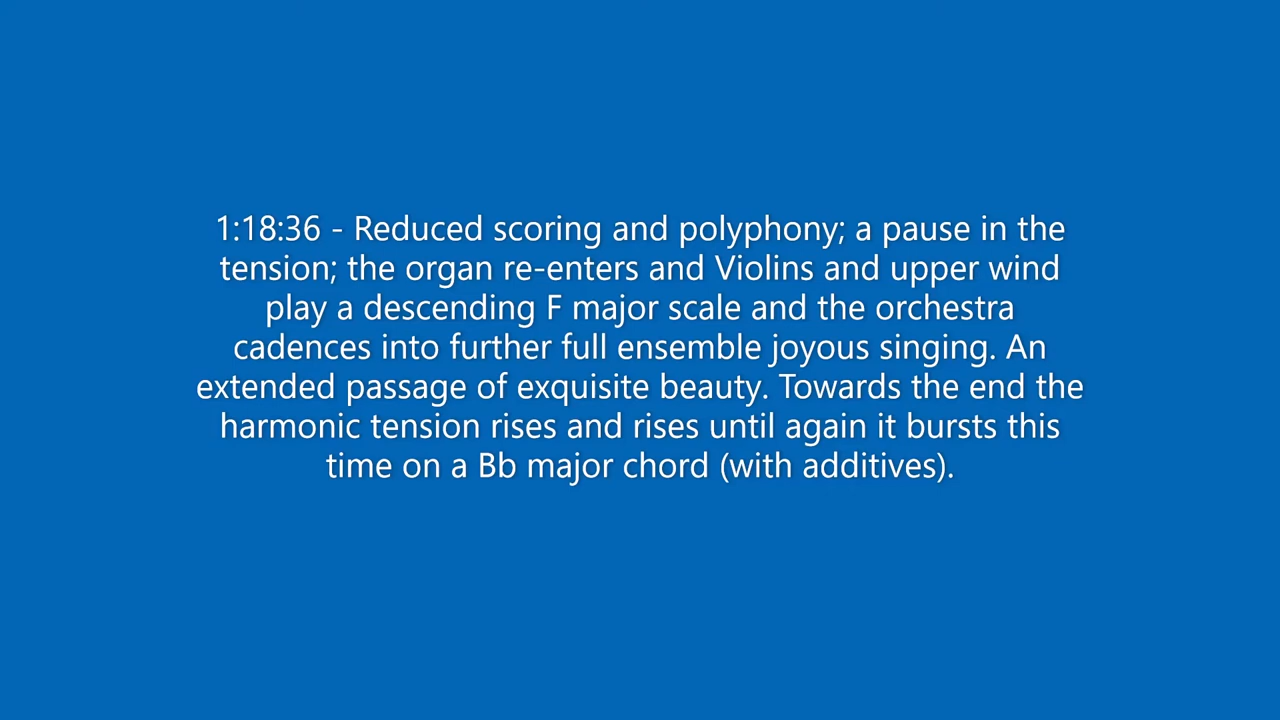 1:18:36 - Reduced scoring and polyphony; a pause in the
tension; the organ re-enters and Violins and upper wind
play a descending F major scale and the orchestra
cadences into further full ensemble joyous singing. An
extended passage of exquisite beauty. Towards the end the
harmonic tension rises and rises until again it bursts this
time on a Bb major chord (with additives).